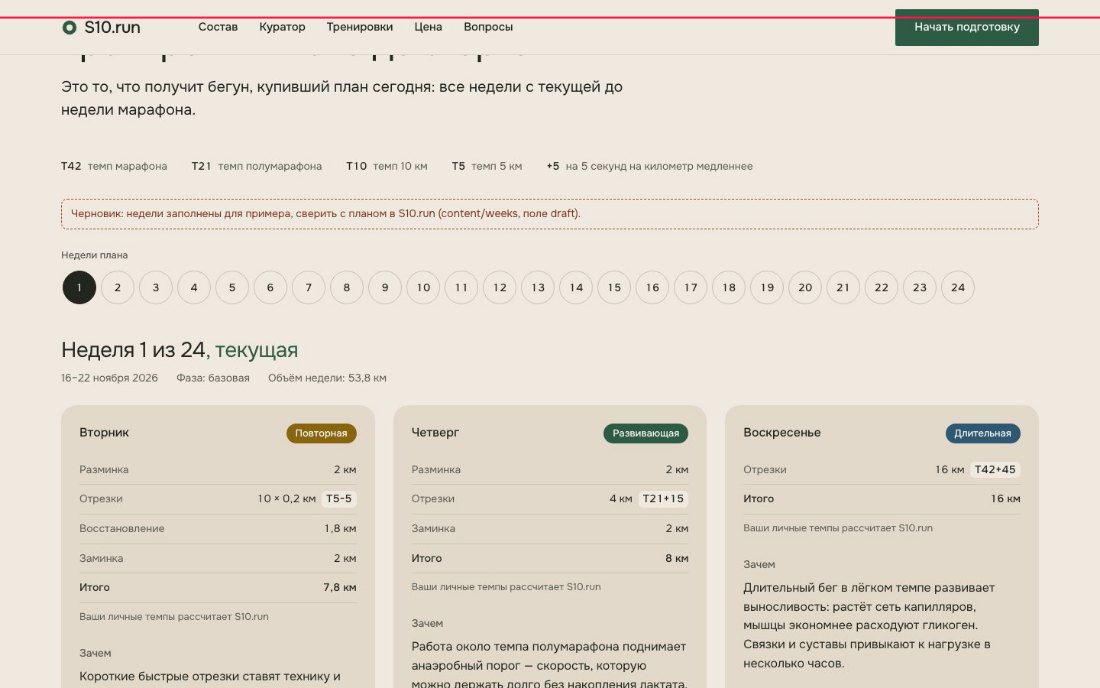 S10.run
Состав Куратор Тренировки Цена Вопросы
Начать подготовку
Это то, что получит бегун, купивший план сегодня: все недели с текущей до
недели марафона.
T42 темп марафона T21 темп полумарафона T10 темп 10 км T5 темп 5 км +5 на 5 секунд на километр медленнее
Черновик: недели заполнены для примера, сверить с планом в S10.run (content/weeks, поле draft).
Недели плана
1 2 3 4 5 6 7 8 9 10 11 12 13 14 15 16 17 18 19 20 21 22 23 24
Неделя 1 из 24, текущая
16–22 ноября 2026 Фаза: базовая Объём недели: 53,8 км
Вторник Повторная
Разминка 2 км
Отрезки 10 × 0,2 км T5-5
Восстановление 1,8 км
Заминка 2 км
Итого 7,8 км
Ваши личные темпы рассчитает S10.run
Зачем
Короткие быстрые отрезки ставят технику и
Четверг Развивающая
Разминка 2 км
Отрезки 4 км T21+15
Заминка 2 км
Итого 8 км
Ваши личные темпы рассчитает S10.run
Зачем
Работа около темпа полумарафона поднимает
анаэробный порог — скорость, которую
можно держать долго без накопления лактата.
Воскресенье Длительная
Отрезки 16 км T42+45
Итого 16 км
Ваши личные темпы рассчитает S10.run
Зачем
Длительный бег в лёгком темпе развивает
выносливость: растёт сеть капилляров,
мышцы экономнее расходуют гликоген.
Связки и суставы привыкают к нагрузке в
несколько часов.